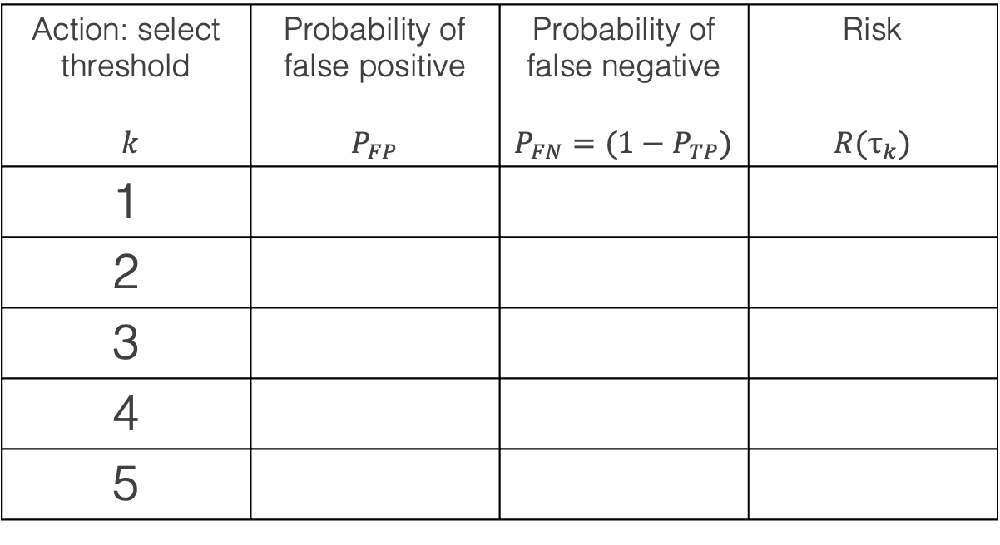 Action: select Probability of Probability of Risk
threshold false positive false negative
k P_{FP} P_{FN} = (1 − P_{TP}) R(τ_k)
1
2
3
4
5